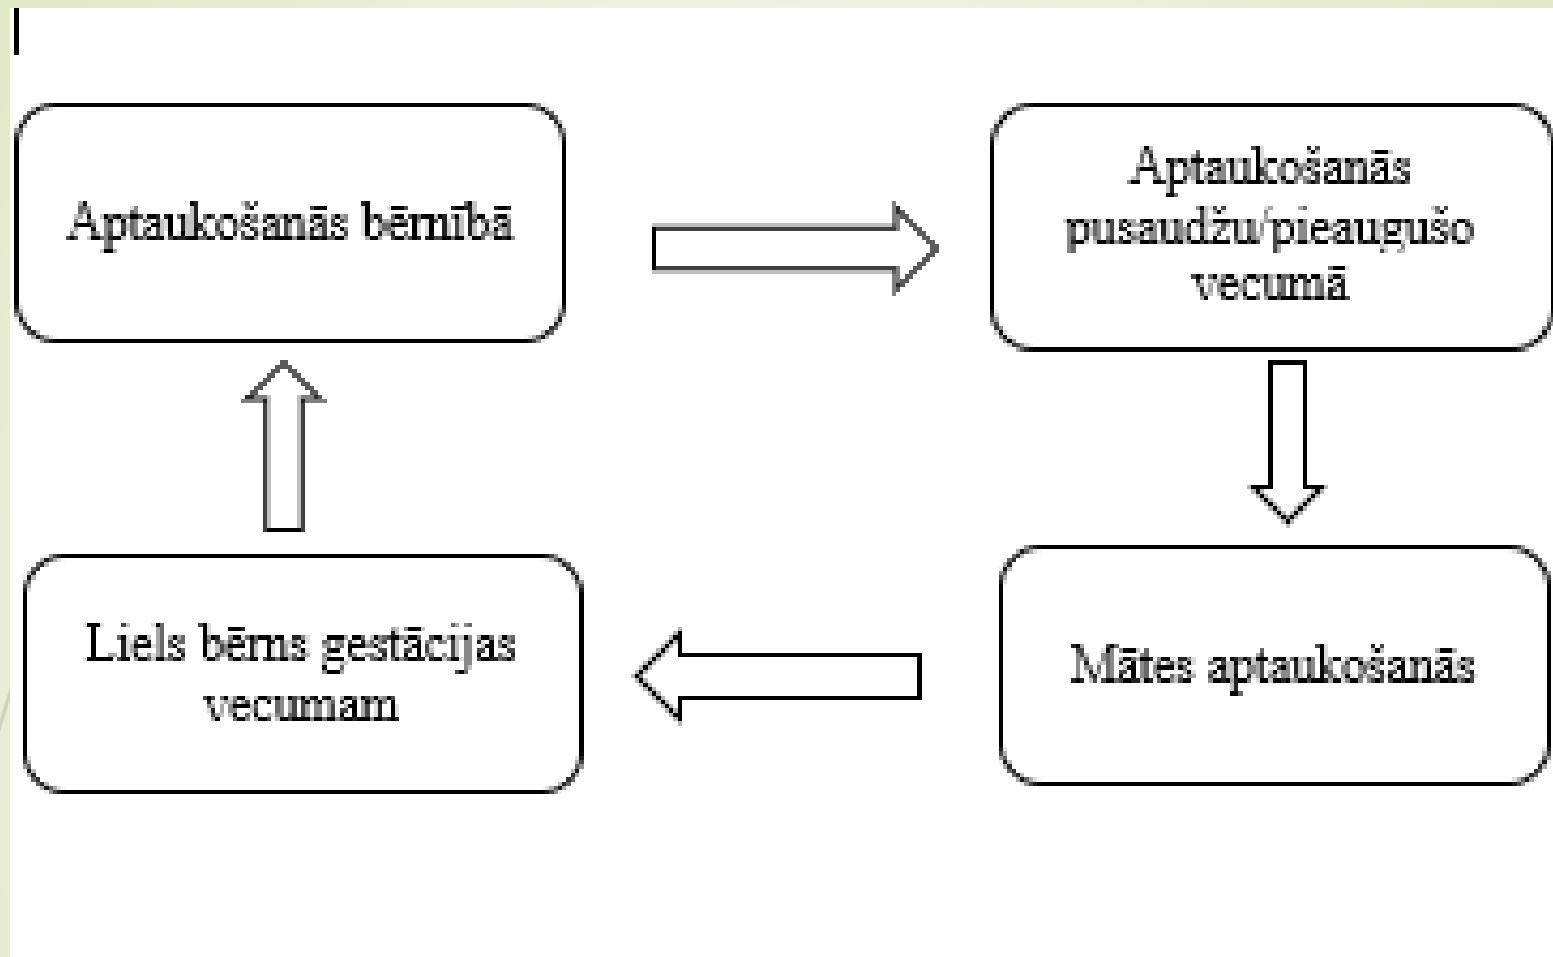 Aptaukošanās bērnībā
Aptaukošanās
pusaudžu/pieaugušo
vecumā
Liels bērns gestācijas
vecumam
Mātes aptaukošanās